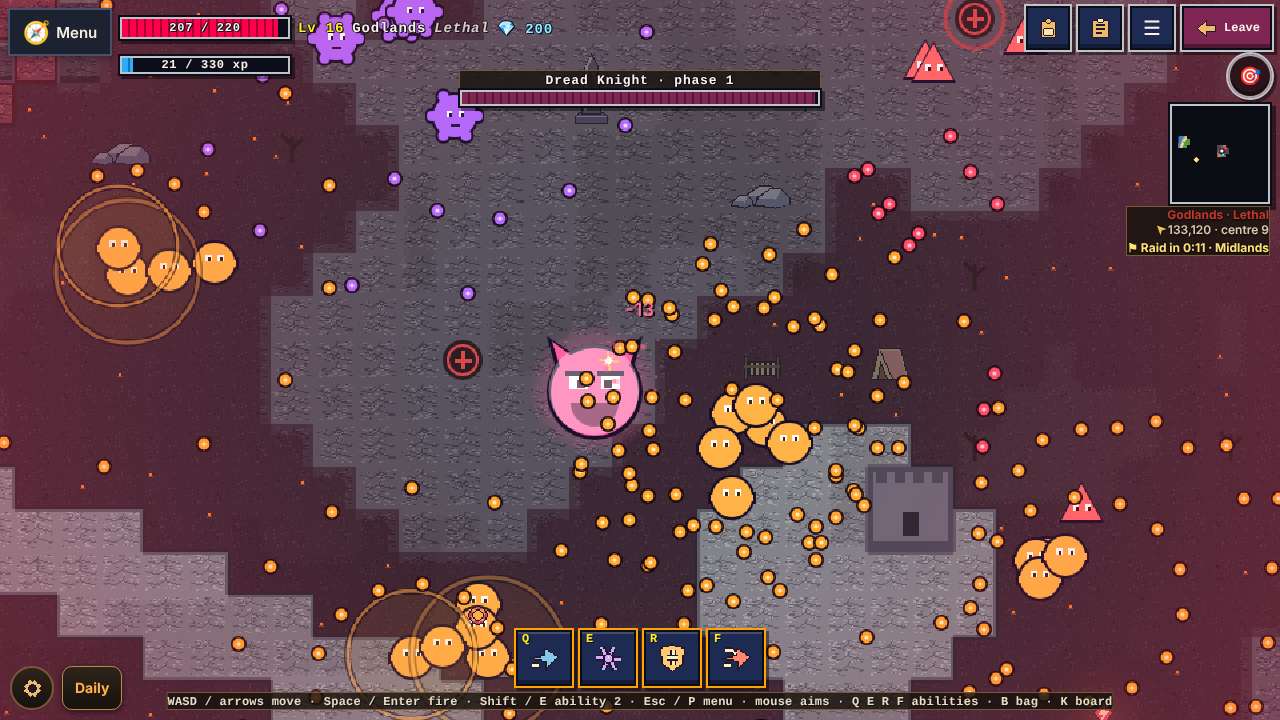 Menu
207 / 220
Lv 16 Godlands Lethal 200
21 / 330 xp
Leave
Dread Knight · phase 1
Godlands · Lethal
133,120 · centre 9
Raid in 0:11 · Midlands
-13
Q
E
R
F
Daily
WASD / arrows move · Space / Enter fire · Shift / E ability 2 · Esc / P menu · mouse aims · Q E R F abilities · B bag · K board